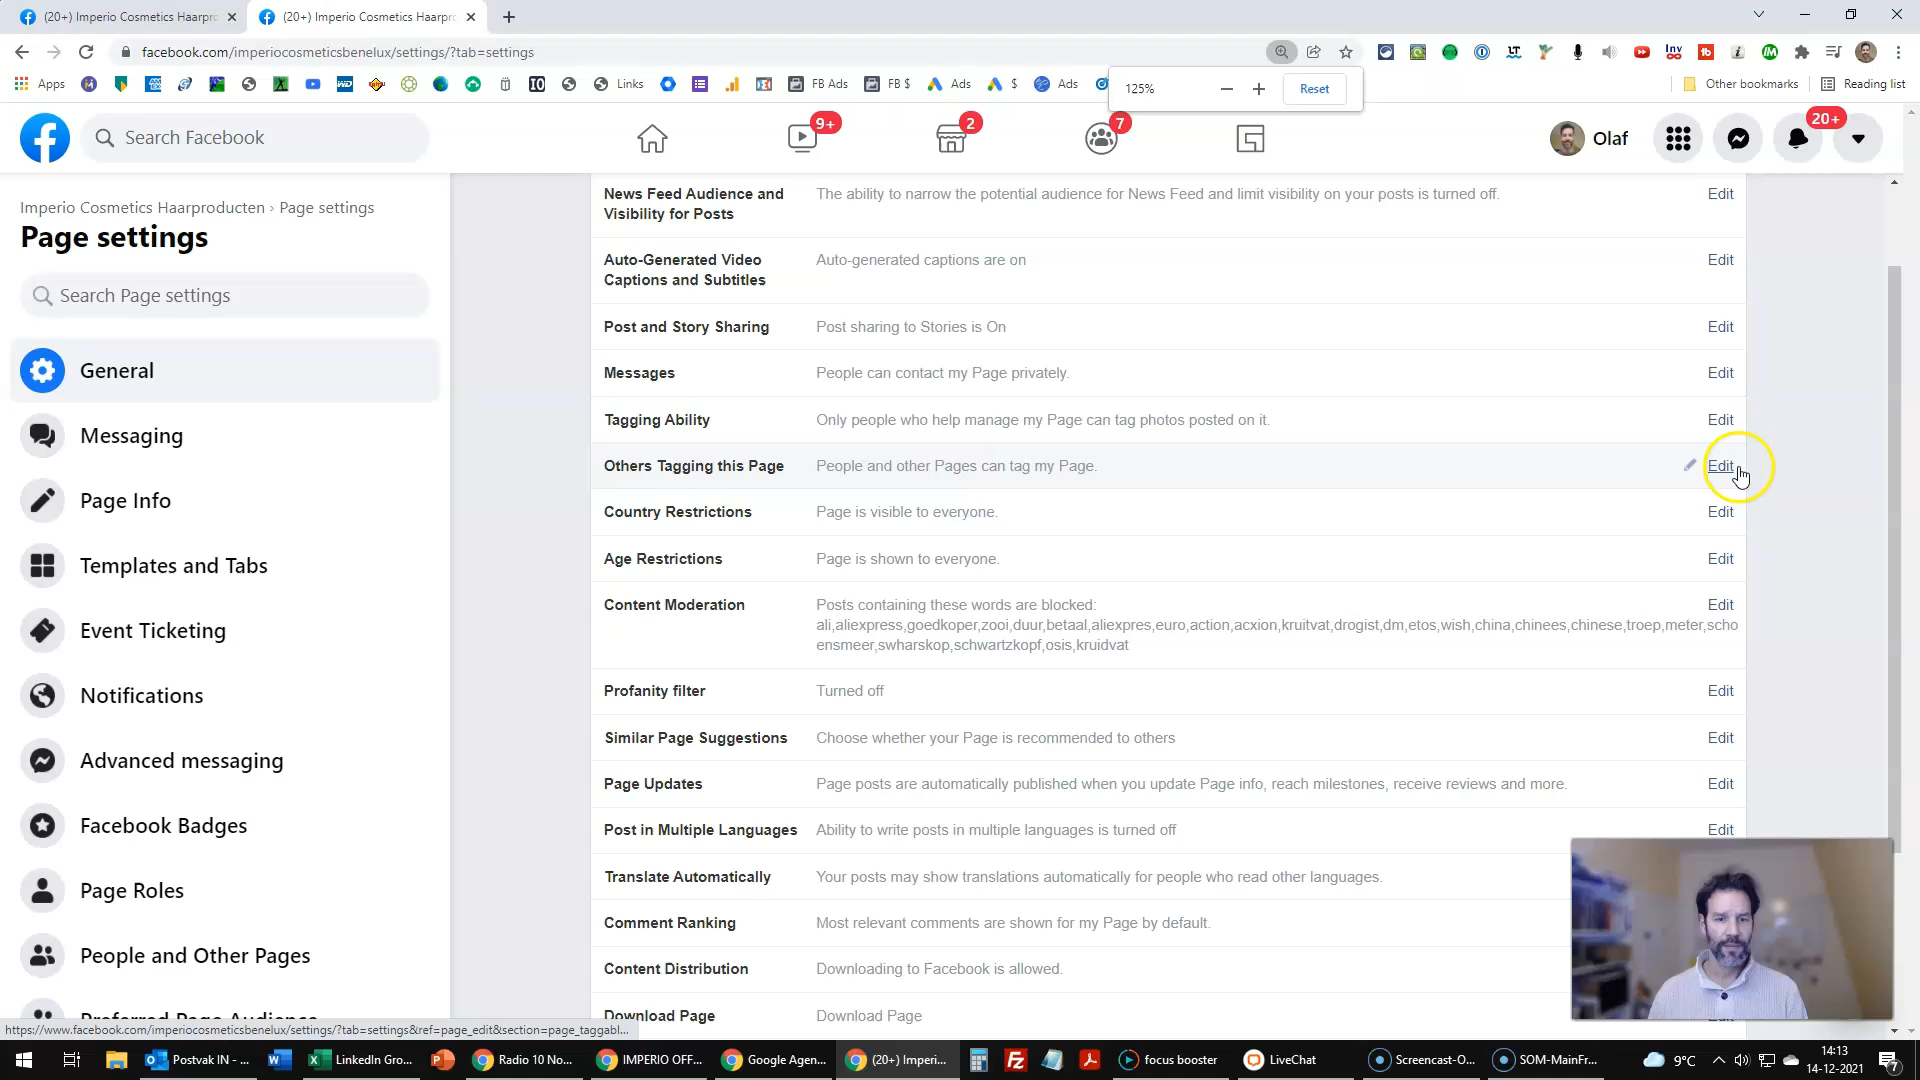 (20+) Imperio Cosmetics Haarpro
(20+) Imperio Cosmetics Haarp
facebook.com/imperiocosmeticsbenelux/settings/?tab=settings
Apps
Links
FB Ads
FB $
Ads
$
Ads
Other bookmarks
Reading list
125%
Reset
Search Facebook
9+
2
7
Olaf
20+
Imperio Cosmetics Haarproducten › Page settings
Page settings
Search Page settings
General
Messaging
Page Info
Templates and Tabs
Event Ticketing
Notifications
Advanced messaging
Facebook Badges
Page Roles
People and Other Pages
Preferred Page Audience
News Feed Audience and
Visibility for Posts
The ability to narrow the potential audience for News Feed and limit visibility on your posts is turned off.
Edit
Auto-Generated Video
Captions and Subtitles
Auto-generated captions are on
Edit
Post and Story Sharing
Post sharing to Stories is On
Edit
Messages
People can contact my Page privately.
Edit
Tagging Ability
Only people who help manage my Page can tag photos posted on it.
Edit
Others Tagging this Page
People and other Pages can tag my Page.
Edit
Country Restrictions
Page is visible to everyone.
Edit
Age Restrictions
Page is shown to everyone.
Edit
Content Moderation
Posts containing these words are blocked:
ali,aliexpress,goedkoper,zooi,duur,betaal,aliexpres,euro,action,acxion,kruitvat,drogist,dm,etos,wish,china,chinees,chinese,troep,meter,scho
ensmeer,swharskop,schwartzkopf,osis,kruidvat
Edit
Profanity filter
Turned off
Edit
Similar Page Suggestions
Choose whether your Page is recommended to others
Edit
Page Updates
Page posts are automatically published when you update Page info, reach milestones, receive reviews and more.
Edit
Post in Multiple Languages
Ability to write posts in multiple languages is turned off
Edit
Translate Automatically
Your posts may show translations automatically for people who read other languages.
Comment Ranking
Most relevant comments are shown for my Page by default.
Content Distribution
Downloading to Facebook is allowed.
Download Page
Download Page
https://www.facebook.com/imperiocosmeticsbenelux/settings/?tab=settings&ref=page_edit&section=page_taggabl...
Postvak IN - ...
LinkedIn Gro...
Radio 10 No...
IMPERIO OFF...
Google Agen...
(20+) Imperi...
focus booster
LiveChat
Screencast-O...
SOM-MainFr...
9°C
14:13
14-12-2021
7